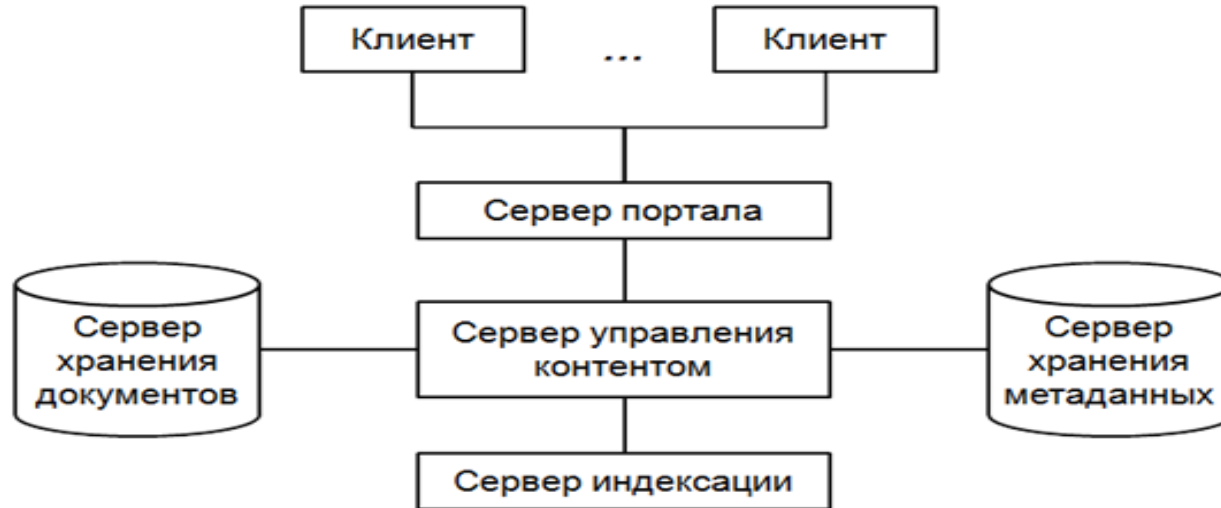 Клиент
...
Клиент
Сервер портала
Сервер
хранения
документов
Сервер управления
контентом
Сервер
хранения
метаданных
Сервер индексации